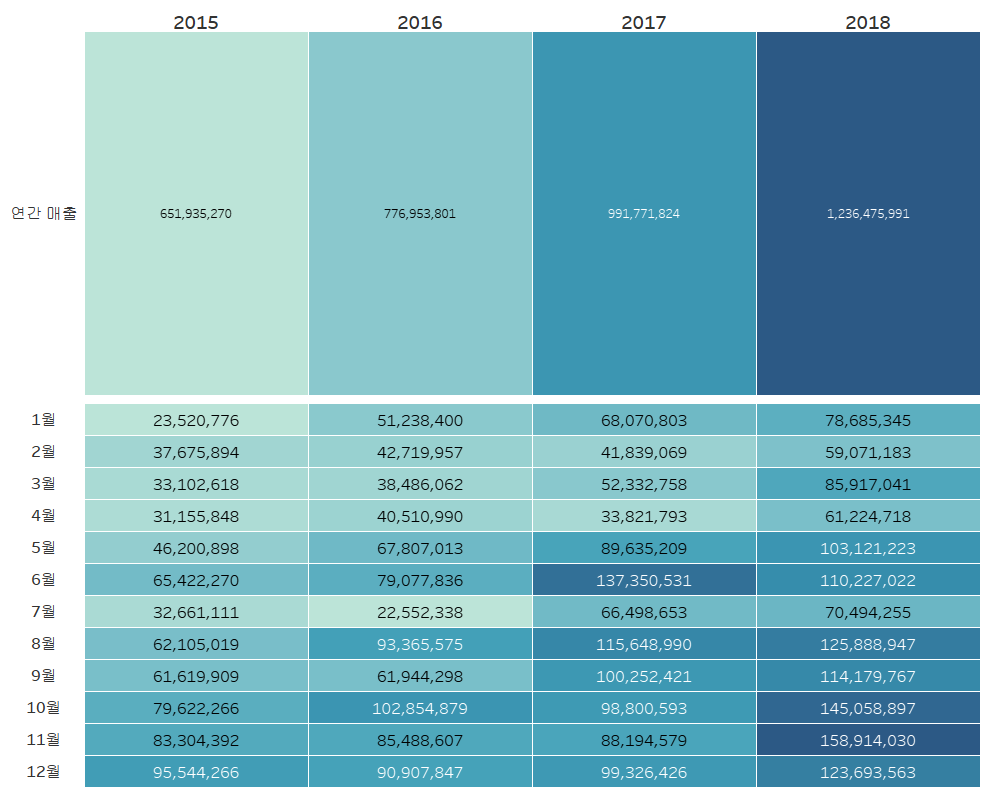 2015 2016 2017 2018
연간 매출 651,935,270 776,953,801 991,771,824 1,236,475,991
1월 23,520,776 51,238,400 68,070,803 78,685,345
2월 37,675,894 42,719,957 41,839,069 59,071,183
3월 33,102,618 38,486,062 52,332,758 85,917,041
4월 31,155,848 40,510,990 33,821,793 61,224,718
5월 46,200,898 67,807,013 89,635,209 103,121,223
6월 65,422,270 79,077,836 137,350,531 110,227,022
7월 32,661,111 22,552,338 66,498,653 70,494,255
8월 62,105,019 93,365,575 115,648,990 125,888,947
9월 61,619,909 61,944,298 100,252,421 114,179,767
10월 79,622,266 102,854,879 98,800,593 145,058,897
11월 83,304,392 85,488,607 88,194,579 158,914,030
12월 95,544,266 90,907,847 99,326,426 123,693,563